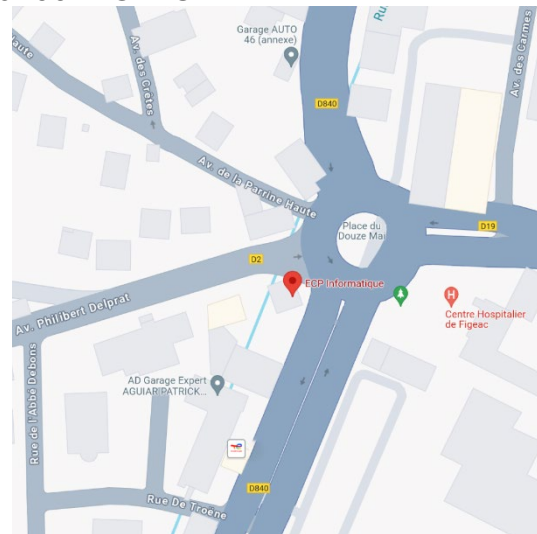 Garage AUTO
46 (annexe)
Ru
Haute
Av. des Crêtes
D840
Av. des Carmes
Av. de la Parrine Haute
Place du
Douze Mai
D19
D2
ECP Informatique
H
Centre Hospitalier
de Figeac
Av. Philibert Delprat
Rue de l'Abbé Debons
AD Garage Expert
AGUIAR PATRICK...
D840
Rue De Troène